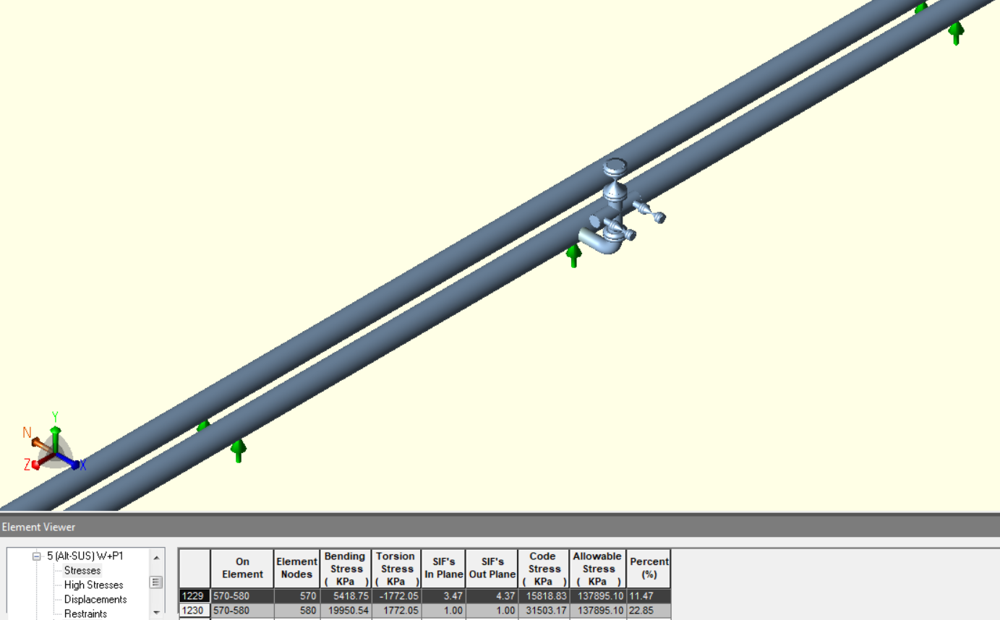 Y
N
Z
X
Element Viewer
5 (Alt-SUS) W+P1
Stresses
High Stresses
Displacements
Restraints
On Element Element Nodes Bending Stress ( KPa ) Torsion Stress ( KPa ) SIF's In Plane SIF's Out Plane Code Stress ( KPa ) Allowable Stress ( KPa ) Percent (%)
1229 570-580 570 5418.75 -1772.05 3.47 4.37 15818.83 137895.10 11.47
1230 570-580 580 19950.54 1772.05 1.00 1.00 31503.17 137895.10 22.85